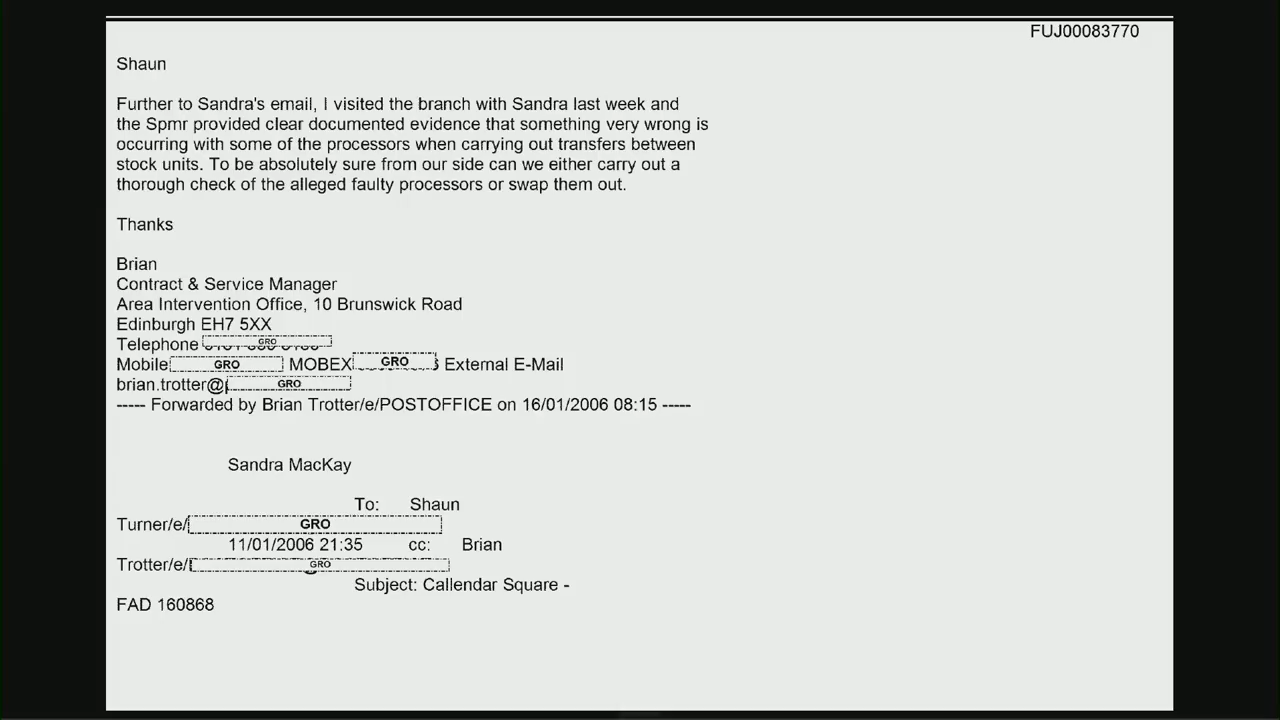 FUJ00083770
Shaun
Further to Sandra's email, I visited the branch with Sandra last week and
the Spmr provided clear documented evidence that something very wrong is
occurring with some of the processors when carrying out transfers between
stock units. To be absolutely sure from our side can we either carry out a
thorough check of the alleged faulty processors or swap them out.
Thanks
Brian
Contract & Service Manager
Area Intervention Office, 10 Brunswick Road
Edinburgh EH7 5XX
Telephone GRO
Mobile GRO MOBEX GRO External E-Mail
brian.trotter@ GRO
----- Forwarded by Brian Trotter/e/POSTOFFICE on 16/01/2006 08:15 -----
Sandra MacKay
To: Shaun
Turner/e/ GRO
11/01/2006 21:35 cc: Brian
Trotter/e/ GRO
Subject: Callendar Square -
FAD 160868